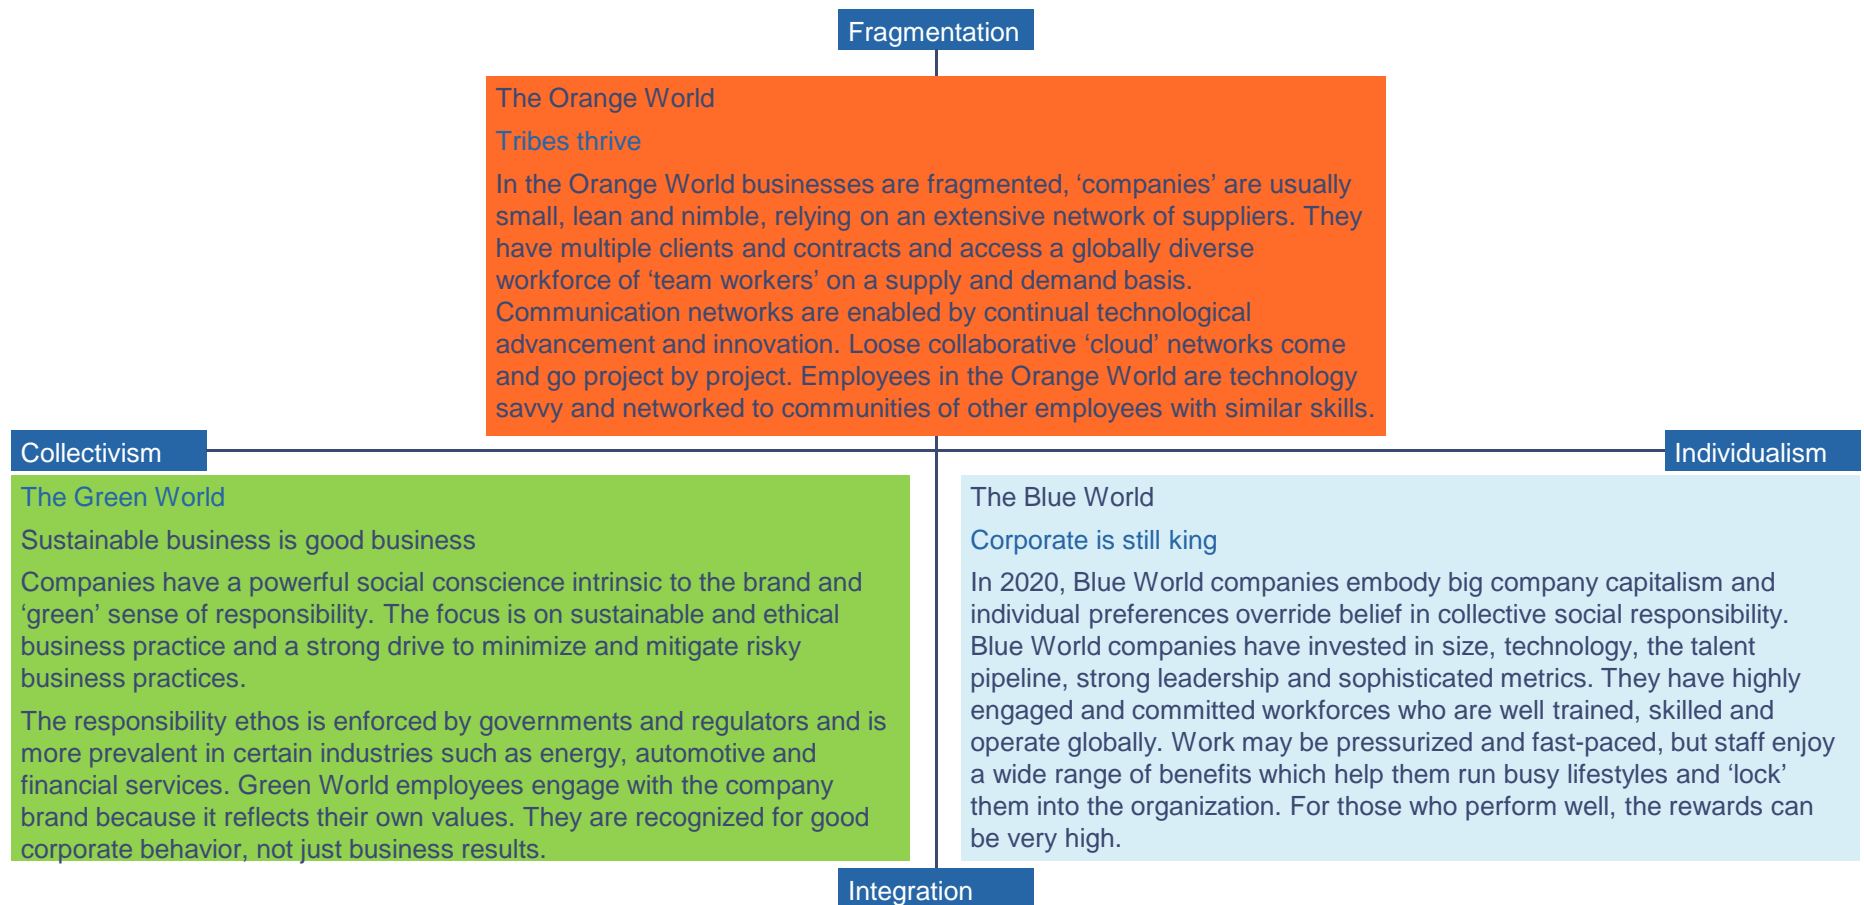 Fragmentation
The Orange World
Tribes thrive
In the Orange World businesses are fragmented, ‘companies’ are usually
small, lean and nimble, relying on an extensive network of suppliers. They
have multiple clients and contracts and access a globally diverse
workforce of ‘team workers’ on a supply and demand basis.
Communication networks are enabled by continual technological
advancement and innovation. Loose collaborative ‘cloud’ networks come
and go project by project. Employees in the Orange World are technology
savvy and networked to communities of other employees with similar skills.
Collectivism
Individualism
The Green World
Sustainable business is good business
Companies have a powerful social conscience intrinsic to the brand and
‘green’ sense of responsibility. The focus is on sustainable and ethical
business practice and a strong drive to minimize and mitigate risky
business practices.
The responsibility ethos is enforced by governments and regulators and is
more prevalent in certain industries such as energy, automotive and
financial services. Green World employees engage with the company
brand because it reflects their own values. They are recognized for good
corporate behavior, not just business results.
The Blue World
Corporate is still king
In 2020, Blue World companies embody big company capitalism and
individual preferences override belief in collective social responsibility.
Blue World companies have invested in size, technology, the talent
pipeline, strong leadership and sophisticated metrics. They have highly
engaged and committed workforces who are well trained, skilled and
operate globally. Work may be pressurized and fast-paced, but staff enjoy
a wide range of benefits which help them run busy lifestyles and ‘lock’
them into the organization. For those who perform well, the rewards can
be very high.
Integration